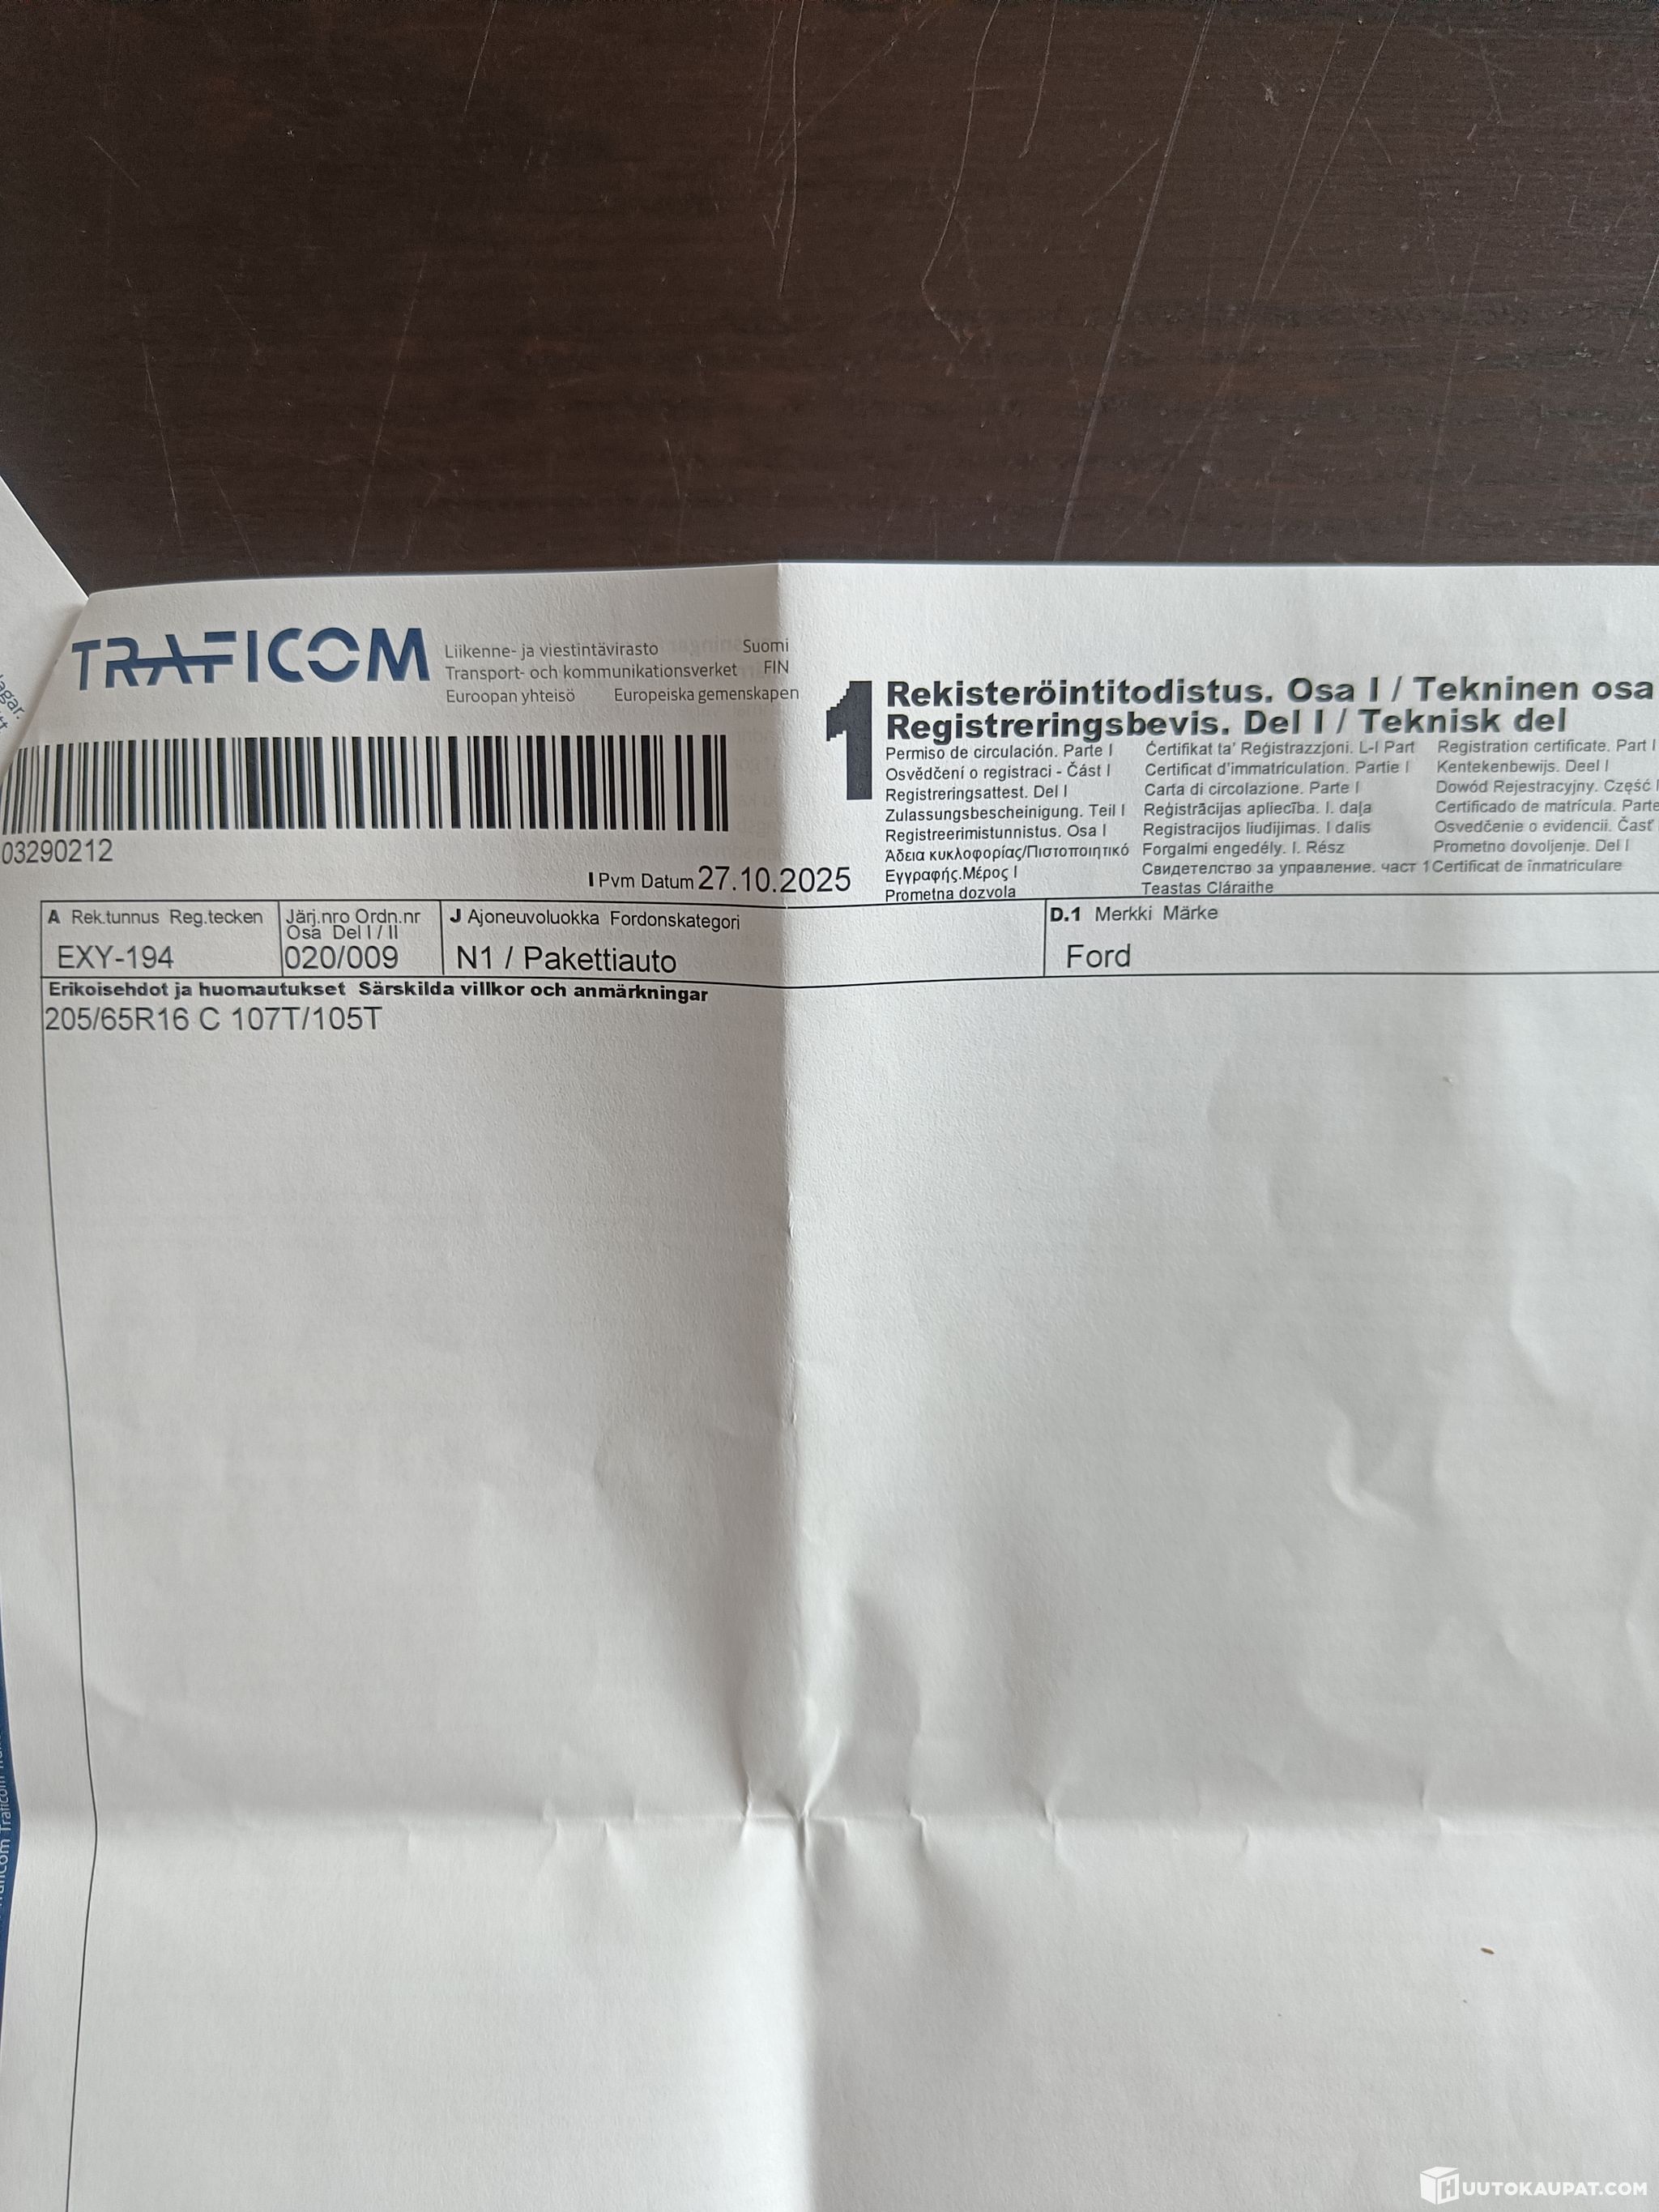 TRAFICOM
Liikenne- ja viestintävirasto Suomi
Transport- och kommunikationsverket FIN
Euroopan yhteisö Europeiska gemenskapen
03290212
I Pvm Datum 27.10.2025
1
Rekisteröintitodistus. Osa I / Tekninen osa
Registreringsbevis. Del I / Teknisk del
Permiso de circulación. Parte I
Osvědčení o registraci - Část I
Registreringsattest. Del I
Zulassungsbescheinigung. Teil I
Registreerimistunnistus. Osa I
Άδεια κυκλοφορίας/Πιστοποιητικό
Εγγραφής.Μέρος I
Prometna dozvola
Ċertifikat ta' Reġistrazzjoni. L-I Part
Certificat d'immatriculation. Partie I
Carta di circolazione. Parte I
Reģistrācijas apliecība. I. daļa
Registracijos liudijimas. I dalis
Forgalmi engedély. I. Rész
Свидетелство за управление. част 1
Teastas Cláraithe
Registration certificate. Part I
Kentekenbewijs. Deel I
Dowód Rejestracyjny. Część I
Certificado de matrícula. Parte
Osvedčenie o evidencii. Časť
Prometno dovoljenje. Del I
Certificat de înmatriculare
A Rek.tunnus Reg.tecken
EXY-194
Järj.nro Ordn.nr
Osa Del I / II
020/009
J Ajoneuvoluokka Fordonskategori
N1 / Pakettiauto
D.1 Merkki Märke
Ford
Erikoisehdot ja huomautukset Särskilda villkor och anmärkningar
205/65R16 C 107T/105T
HUUTOKAUPAT.COM